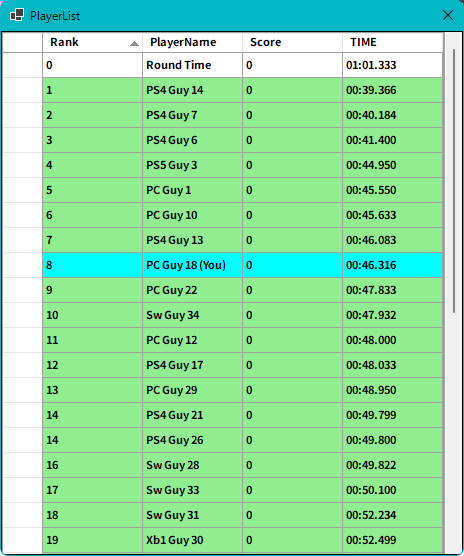 PlayerList
Rank PlayerName Score TIME
0 Round Time 0 01:01.333
1 PS4 Guy 14 0 00:39.366
2 PS4 Guy 7 0 00:40.184
3 PS4 Guy 6 0 00:41.400
4 PS5 Guy 3 0 00:44.950
5 PC Guy 1 0 00:45.550
6 PC Guy 10 0 00:45.633
7 PS4 Guy 13 0 00:46.083
8 PC Guy 18 (You) 0 00:46.316
9 PC Guy 22 0 00:47.833
10 Sw Guy 34 0 00:47.932
11 PC Guy 12 0 00:48.000
12 PS4 Guy 17 0 00:48.033
13 PC Guy 29 0 00:48.950
14 PS4 Guy 21 0 00:49.799
14 PS4 Guy 26 0 00:49.800
16 Sw Guy 28 0 00:49.822
17 Sw Guy 33 0 00:50.100
18 Sw Guy 31 0 00:52.234
19 Xb1 Guy 30 0 00:52.499